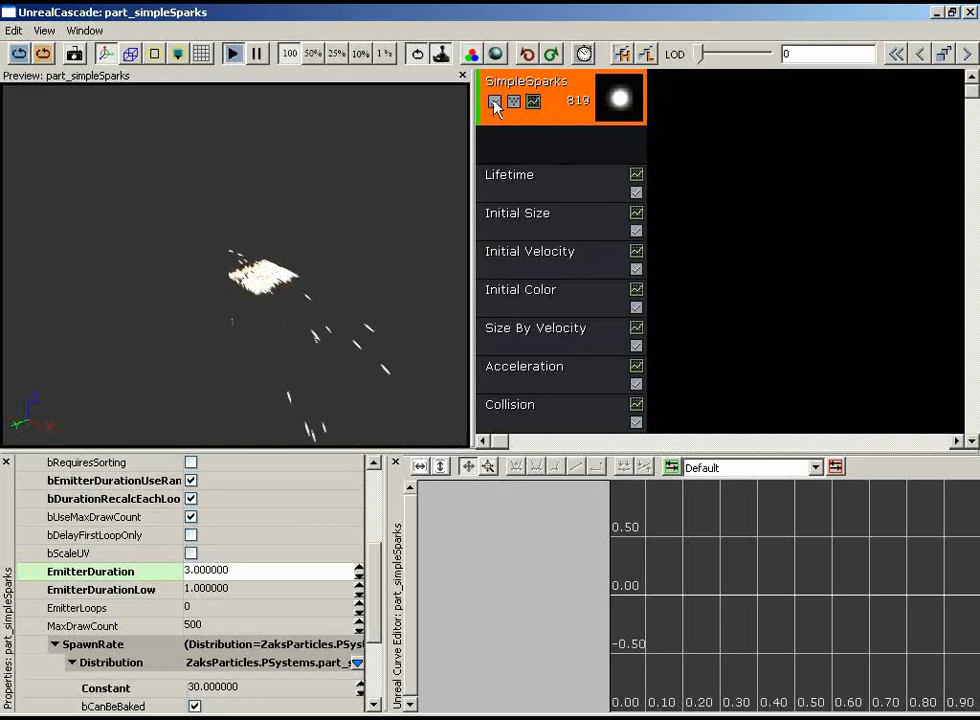 UnrealCascade: part_simpleSparks
Edit View Window
100 50% 25% 10% 1% LOD 0
Preview: part_simpleSparks
SimpleSparks
819
Lifetime
Initial Size
Initial Velocity
Initial Color
Size By Velocity
Acceleration
Collision
Properties: part_simpleSparks
bRequiresSorting
bEmitterDurationUseRan
bDurationRecalcEachLoo
bUseMaxDrawCount
bDelayFirstLoopOnly
bScaleUV
EmitterDuration 3.000000
EmitterDurationLow 1.000000
EmitterLoops 0
MaxDrawCount 500
SpawnRate (Distribution=ZaksParticles.PSyst
Distribution ZaksParticles.PSystems.part_s
Constant 30.000000
bCanBeBaked
Unreal Curve Editor: part_simpleSparks
Default
0.50
0.00
-0.50
0.00 0.10 0.20 0.30 0.40 0.50 0.60 0.70 0.80 0.90